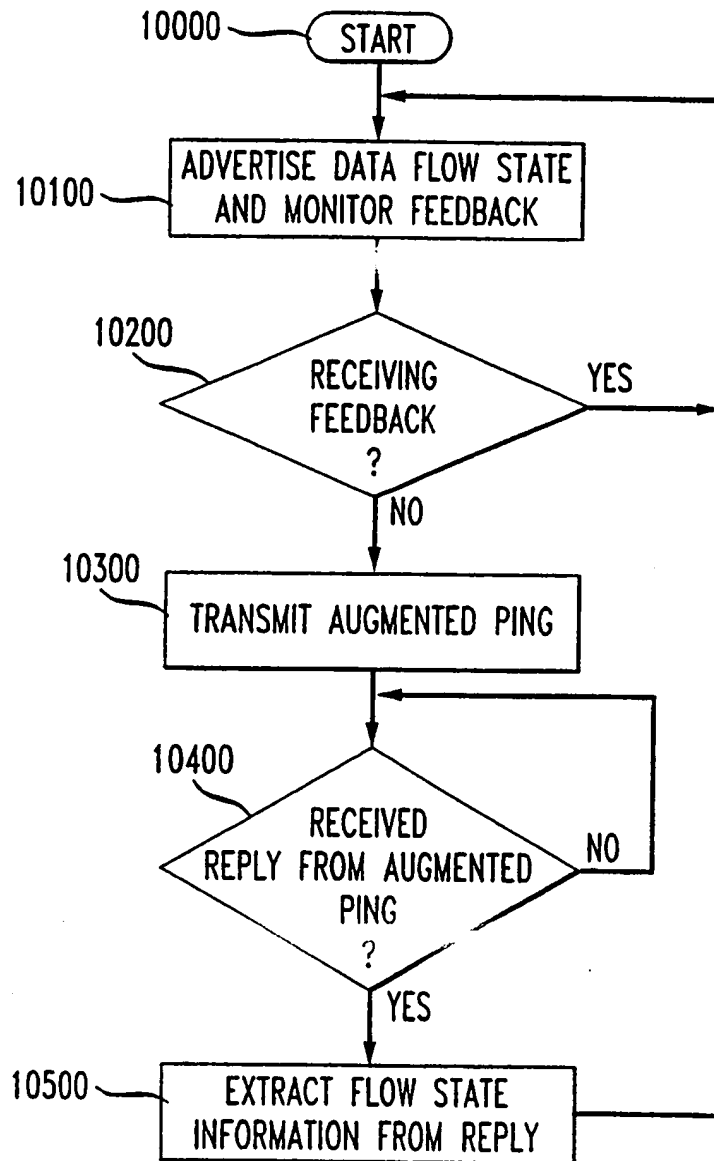 10000
START
10100
ADVERTISE DATA FLOW STATE
AND MONITOR FEEDBACK
10200
RECEIVING
FEEDBACK
?
YES
NO
10300
TRANSMIT AUGMENTED PING
10400
RECEIVED
REPLY FROM AUGMENTED
PING
?
NO
YES
10500
EXTRACT FLOW STATE
INFORMATION FROM REPLY